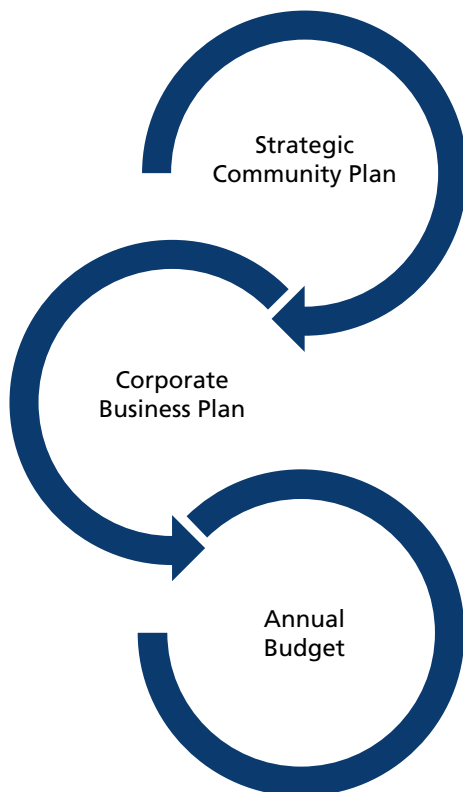 Strategic
Community Plan
Corporate
Business Plan
Annual
Budget